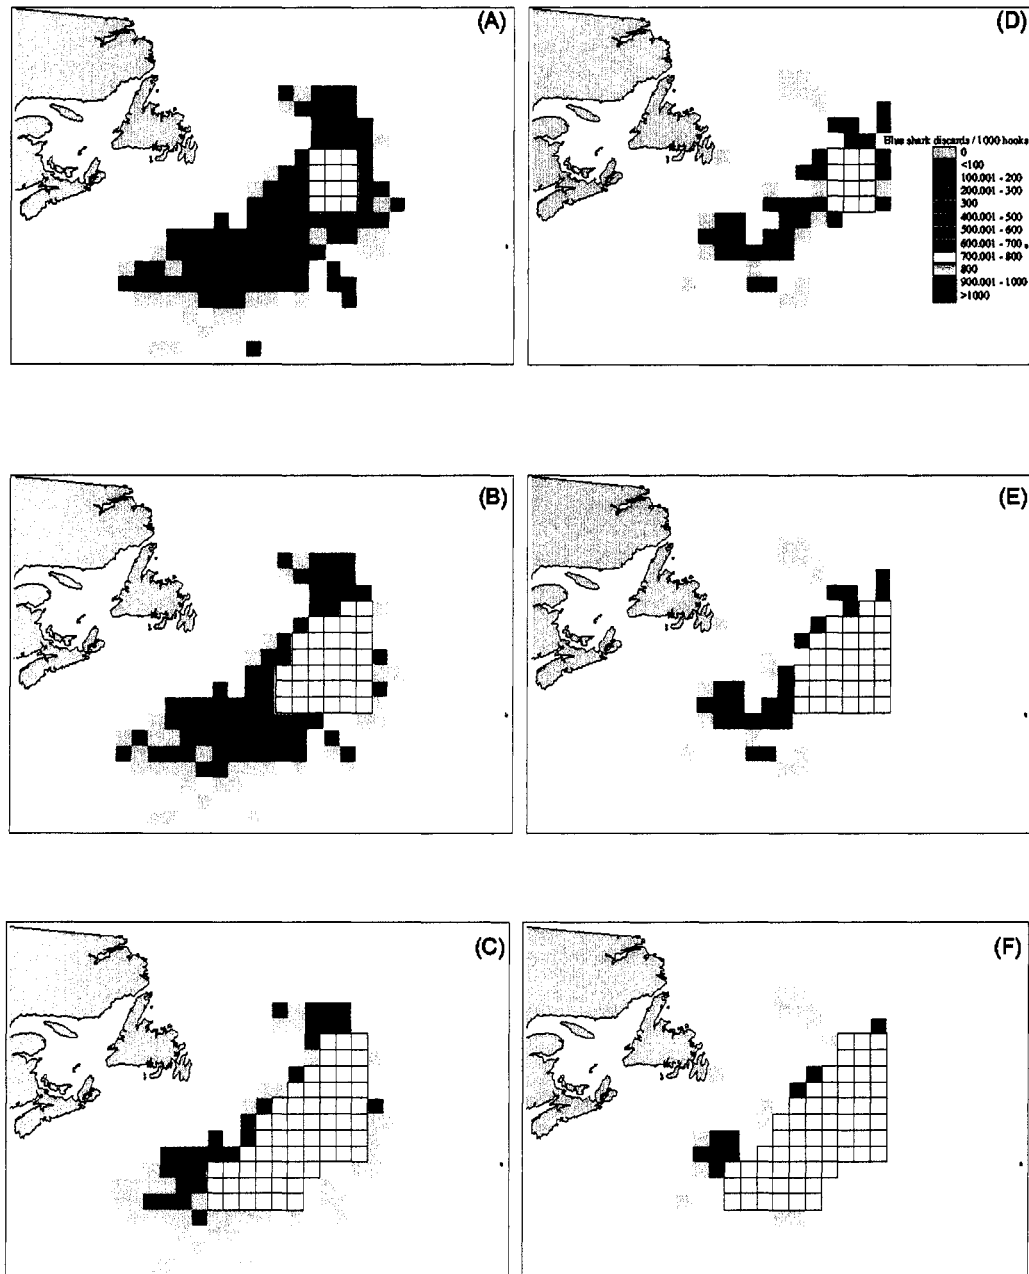 (A)
(D)
Blue shark discards / 1000 hooks
0
<100
100.001 - 200
200.001 - 300
300
400.001 - 500
500.001 - 600
600.001 - 700
700.001 - 800
800
900.001 - 1000
>1000
(B)
(E)
(C)
(F)